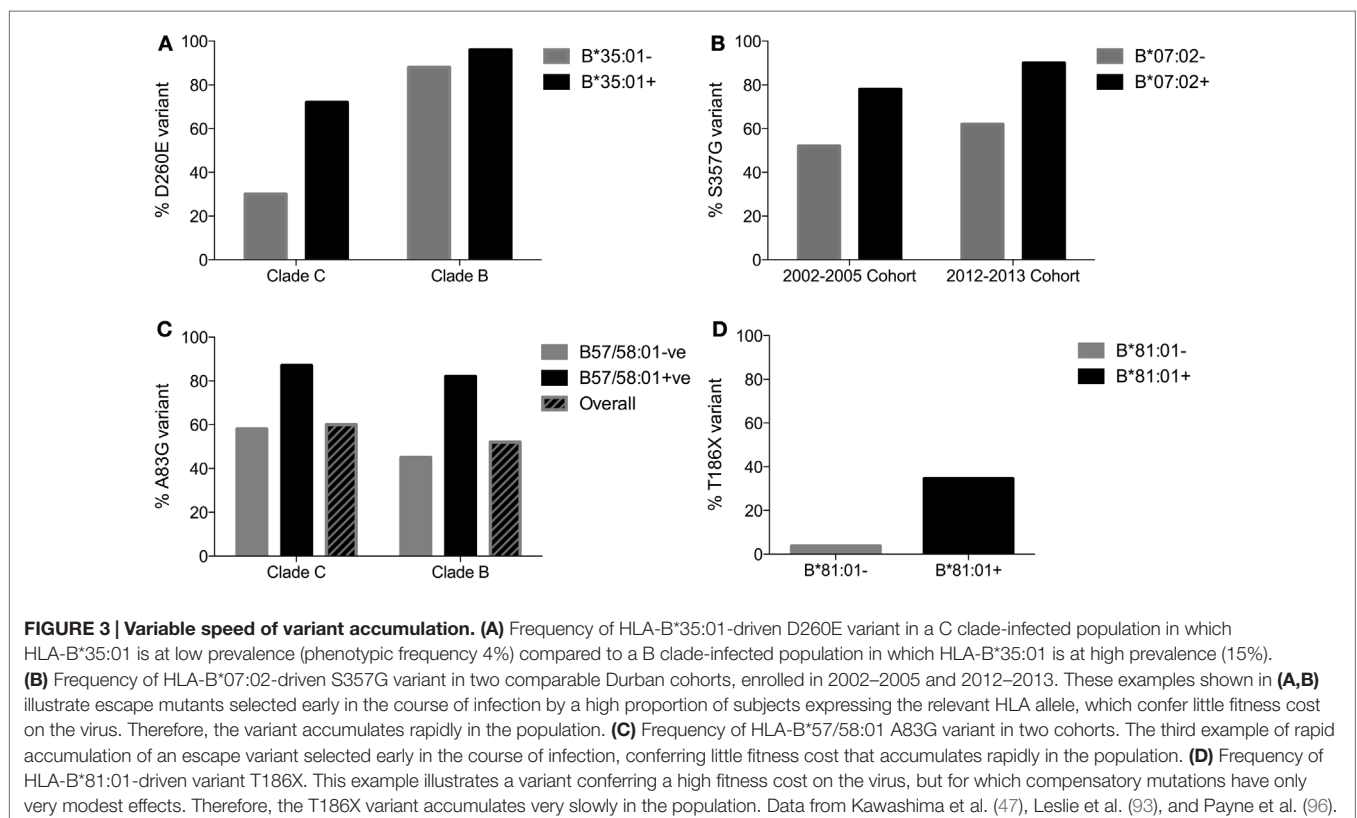 A
100
80
60
40
20
0
% D260E variant
Clade C
Clade B
B*35:01-
B*35:01+
B
100
80
60
40
20
0
% S357G variant
2002-2005 Cohort
2012-2013 Cohort
B*07:02-
B*07:02+
C
100
80
60
40
20
0
% A83G variant
Clade C
Clade B
B57/58:01-ve
B57/58:01+ve
Overall
D
100
80
60
40
20
0
% T186X variant
B*81:01-
B*81:01+
B*81:01-
B*81:01+
FIGURE 3 | Variable speed of variant accumulation. (A) Frequency of HLA-B*35:01-driven D260E variant in a C clade-infected population in which
HLA-B*35:01 is at low prevalence (phenotypic frequency 4%) compared to a B clade-infected population in which HLA-B*35:01 is at high prevalence (15%).
(B) Frequency of HLA-B*07:02-driven S357G variant in two comparable Durban cohorts, enrolled in 2002–2005 and 2012–2013. These examples shown in (A,B)
illustrate escape mutants selected early in the course of infection by a high proportion of subjects expressing the relevant HLA allele, which confer little fitness cost
on the virus. Therefore, the variant accumulates rapidly in the population. (C) Frequency of HLA-B*57/58:01 A83G variant in two cohorts. The third example of rapid
accumulation of an escape variant selected early in the course of infection, conferring little fitness cost that accumulates rapidly in the population. (D) Frequency of
HLA-B*81:01-driven variant T186X. This example illustrates a variant conferring a high fitness cost on the virus, but for which compensatory mutations have only
very modest effects. Therefore, the T186X variant accumulates very slowly in the population. Data from Kawashima et al. (47), Leslie et al. (93), and Payne et al. (96).